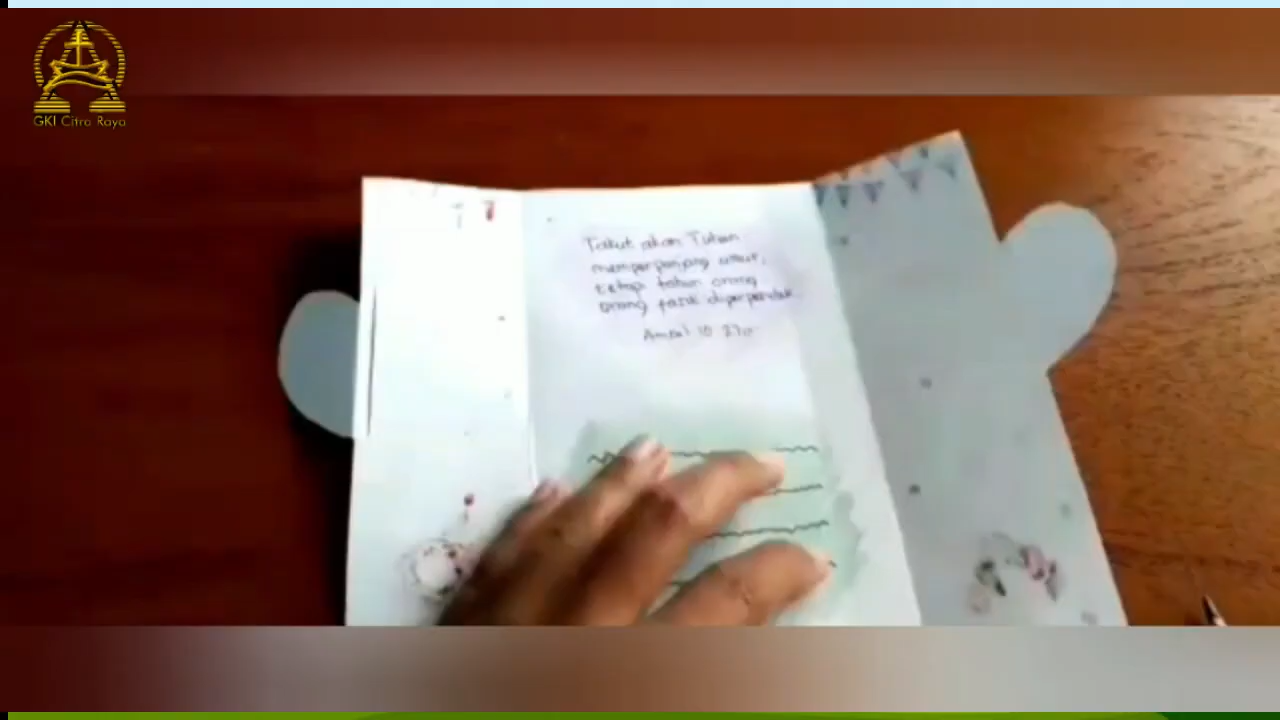 GKI Citra Raya
Takut akan Tuhan
memperpanjang umur,
tetapi tahun orang
orang fasik diperpendek.
Amsal 10:27